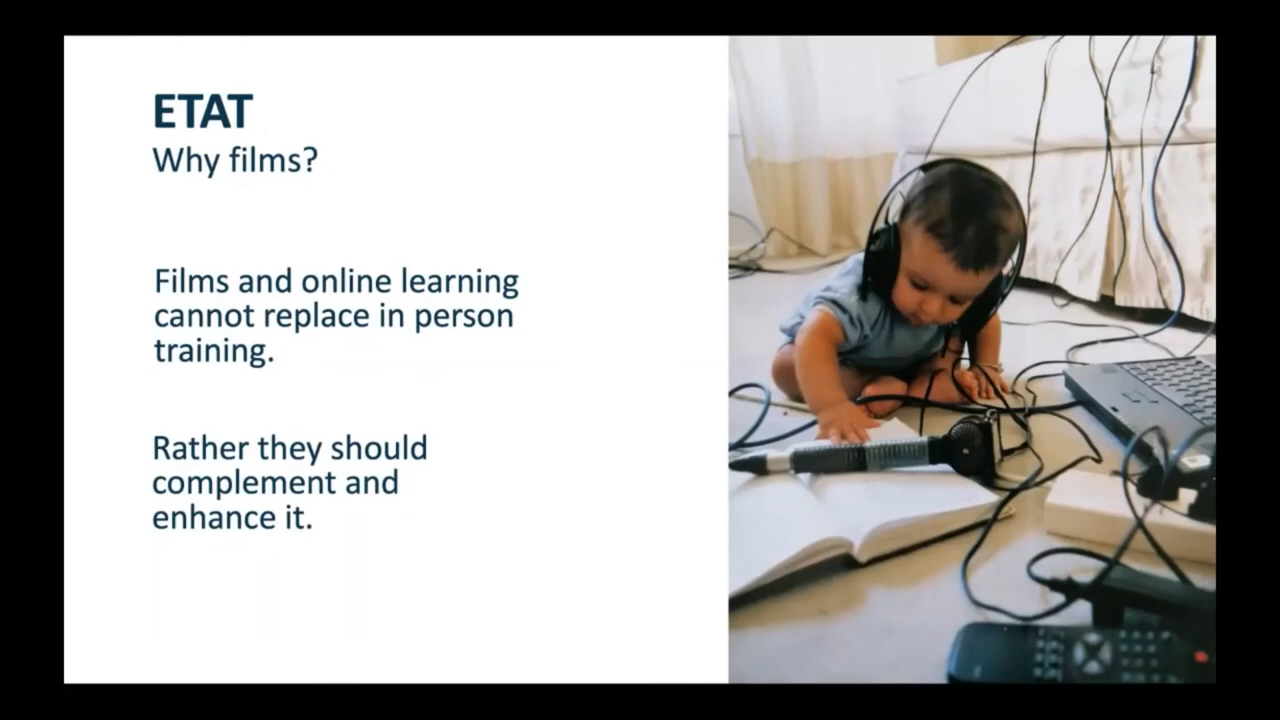 ETAT
Why films?
Films and online learning
cannot replace in person
training.
Rather they should
complement and
enhance it.